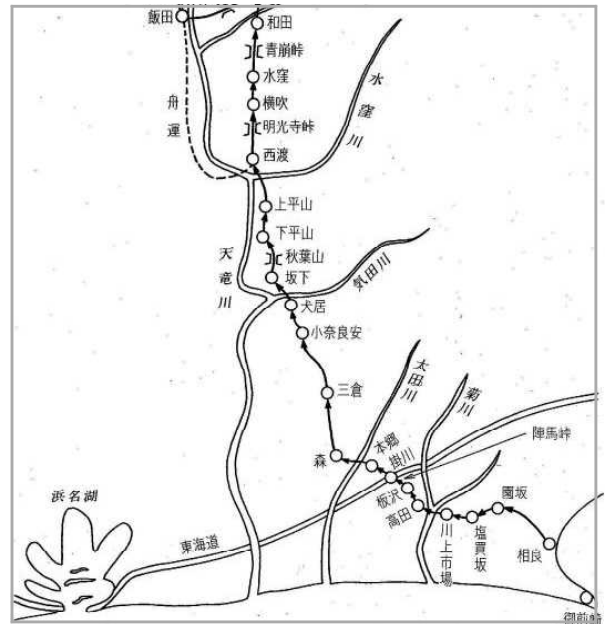 飯田
和田
青崩峠
水窪
横吹
明光寺峠
西渡
舟運
水窪川
上平山
下平山
秋葉山
坂下
天竜川
気田川
犬居
小奈良安
三倉
太田川
菊川
森
本郷
掛川
陣馬峠
板沢
高田
川上市場
塩買坂
園坂
相良
浜名湖
東海道
御前崎